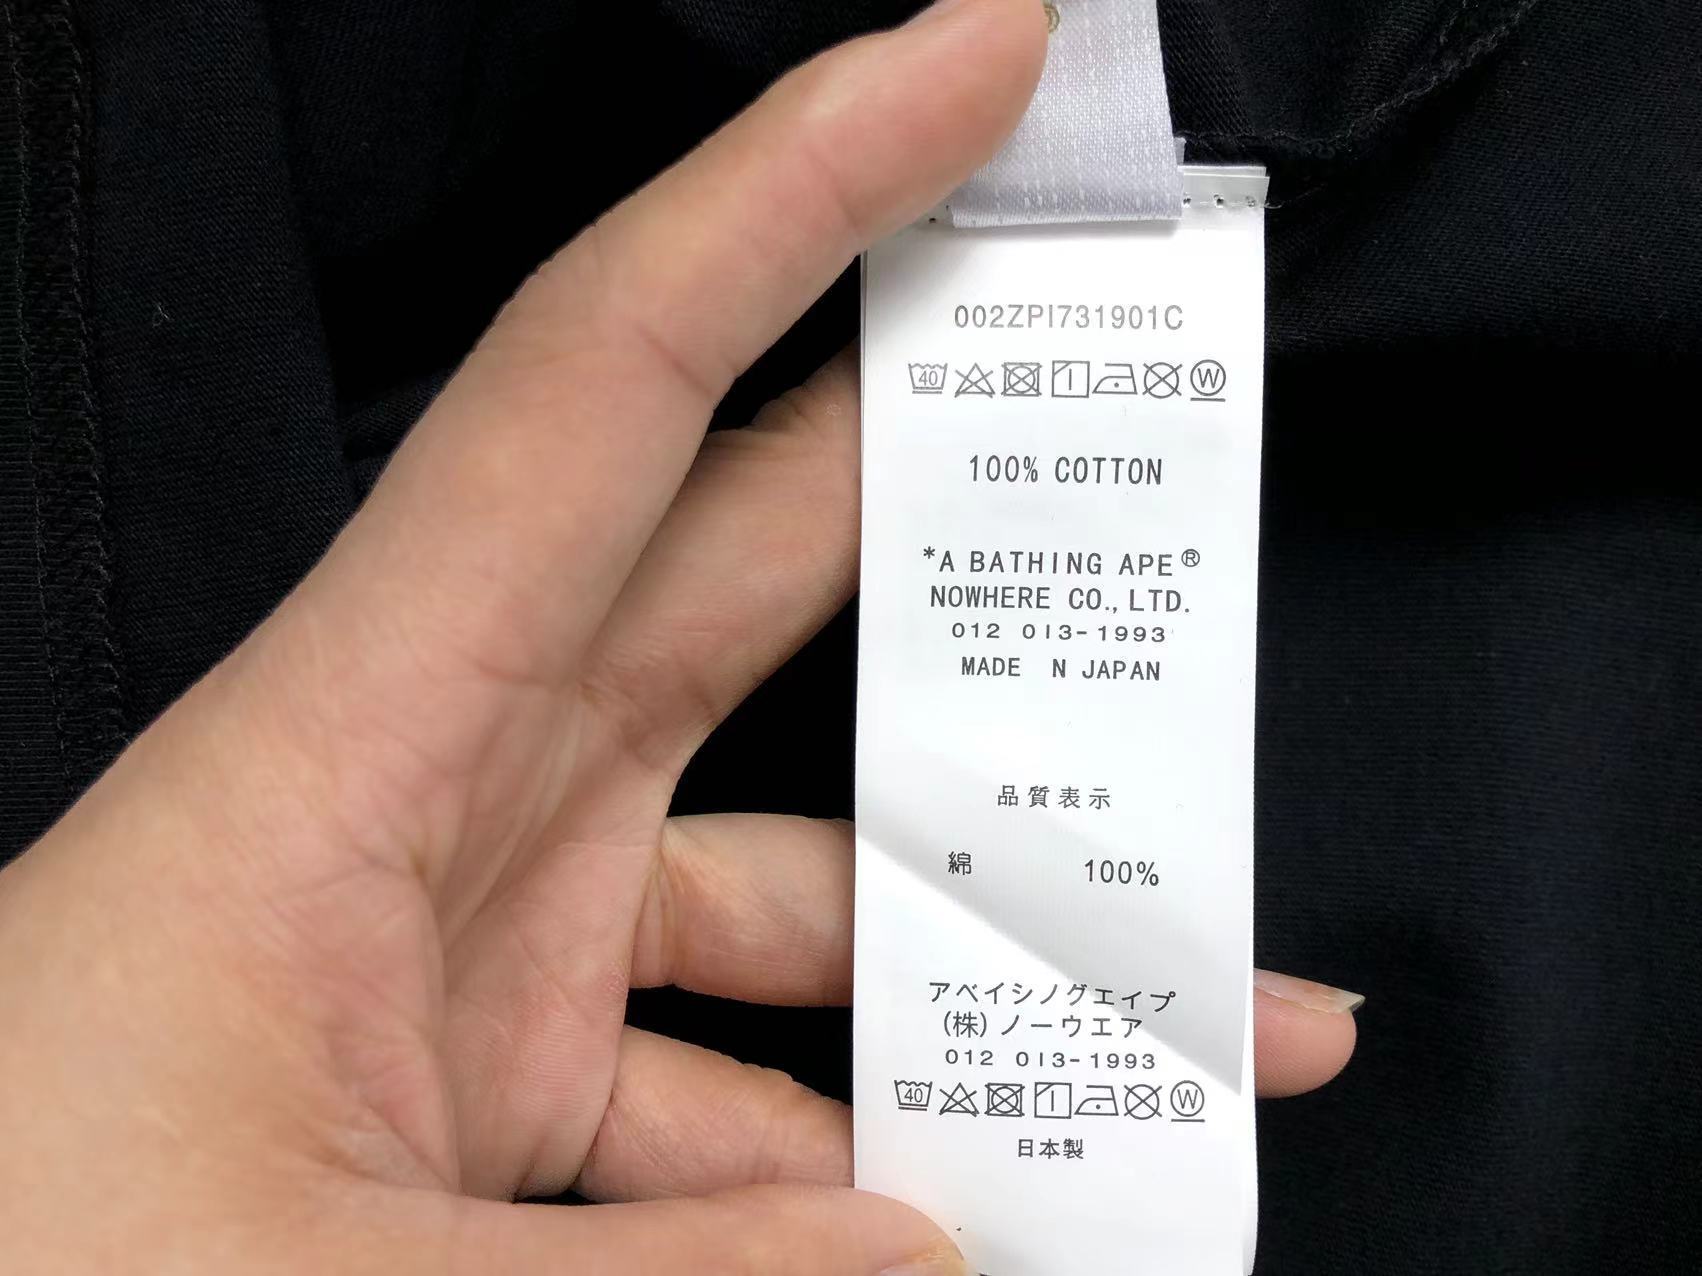 002ZPI731901C
40 W
100% COTTON
*A BATHING APE®
NOWHERE CO., LTD.
012 013-1993
MADE N JAPAN
品質表示
綿 100%
アベイシノグエイプ
(株)ノーウエア
012 013-1993
40 W
日本製